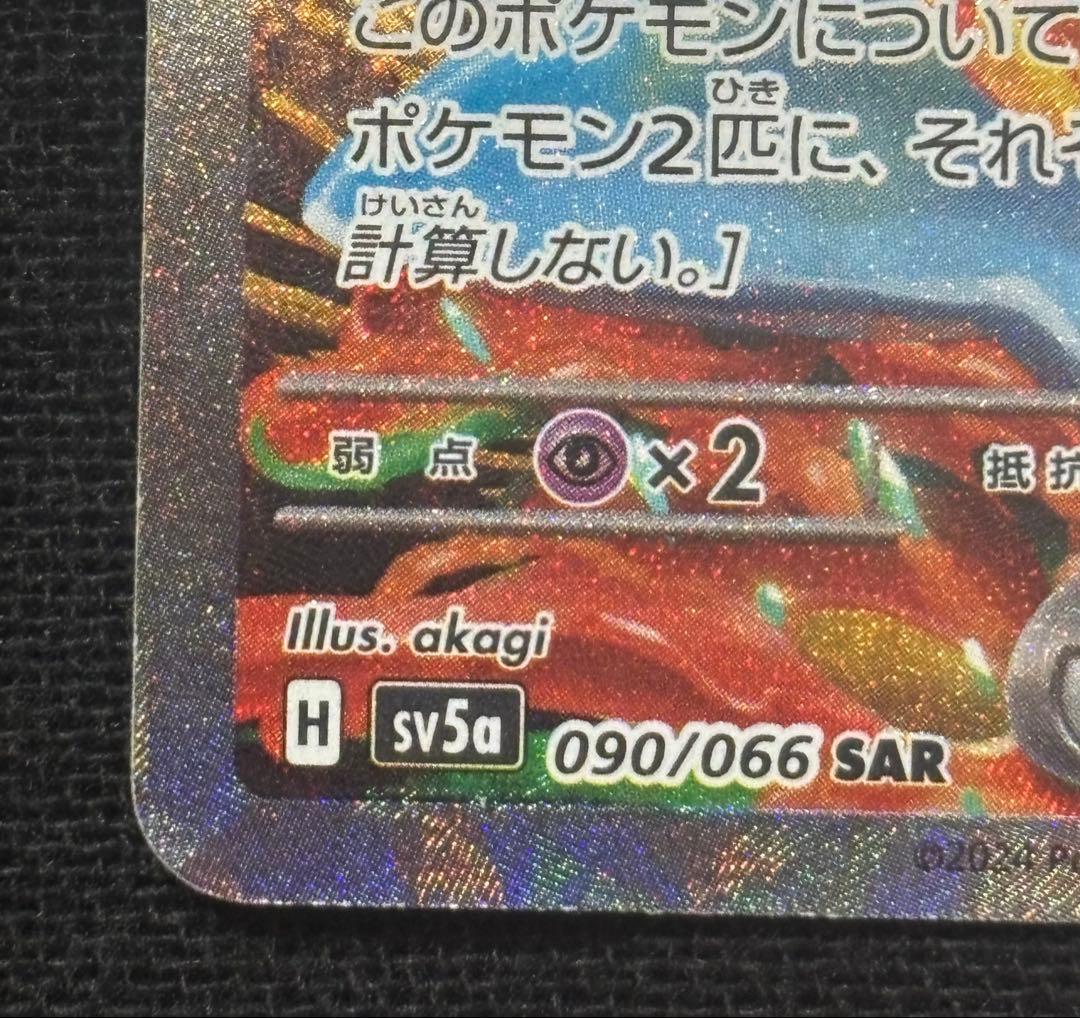 このポケモンについて
ひき
ポケモン2匹に、それ
けいさん
計算しない。]
弱 点 ×2 抵 抗
Illus. akagi
H sv5a 090/066 SAR
©2024 P